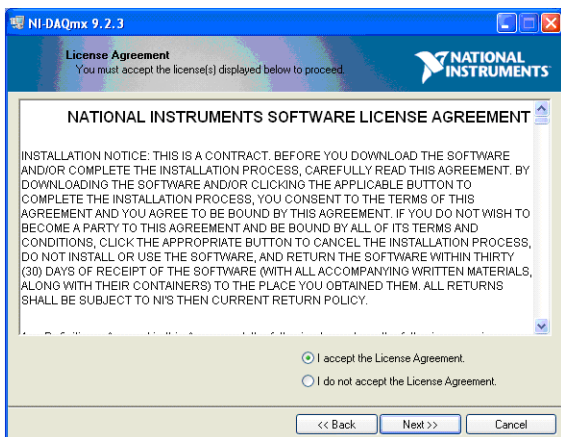 NI-DAQmx 9.2.3
License Agreement
You must accept the license(s) displayed below to proceed.
NATIONAL
INSTRUMENTS
NATIONAL INSTRUMENTS SOFTWARE LICENSE AGREEMENT
INSTALLATION NOTICE: THIS IS A CONTRACT. BEFORE YOU DOWNLOAD THE SOFTWARE
AND/OR COMPLETE THE INSTALLATION PROCESS, CAREFULLY READ THIS AGREEMENT. BY
DOWNLOADING THE SOFTWARE AND/OR CLICKING THE APPLICABLE BUTTON TO
COMPLETE THE INSTALLATION PROCESS, YOU CONSENT TO THE TERMS OF THIS
AGREEMENT AND YOU AGREE TO BE BOUND BY THIS AGREEMENT. IF YOU DO NOT WISH TO
BECOME A PARTY TO THIS AGREEMENT AND BE BOUND BY ALL OF ITS TERMS AND
CONDITIONS, CLICK THE APPROPRIATE BUTTON TO CANCEL THE INSTALLATION PROCESS,
DO NOT INSTALL OR USE THE SOFTWARE, AND RETURN THE SOFTWARE WITHIN THIRTY
(30) DAYS OF RECEIPT OF THE SOFTWARE (WITH ALL ACCOMPANYING WRITTEN MATERIALS,
ALONG WITH THEIR CONTAINERS) TO THE PLACE YOU OBTAINED THEM. ALL RETURNS
SHALL BE SUBJECT TO NI'S THEN CURRENT RETURN POLICY.
I accept the License Agreement.
I do not accept the License Agreement.
<< Back
Next >>
Cancel